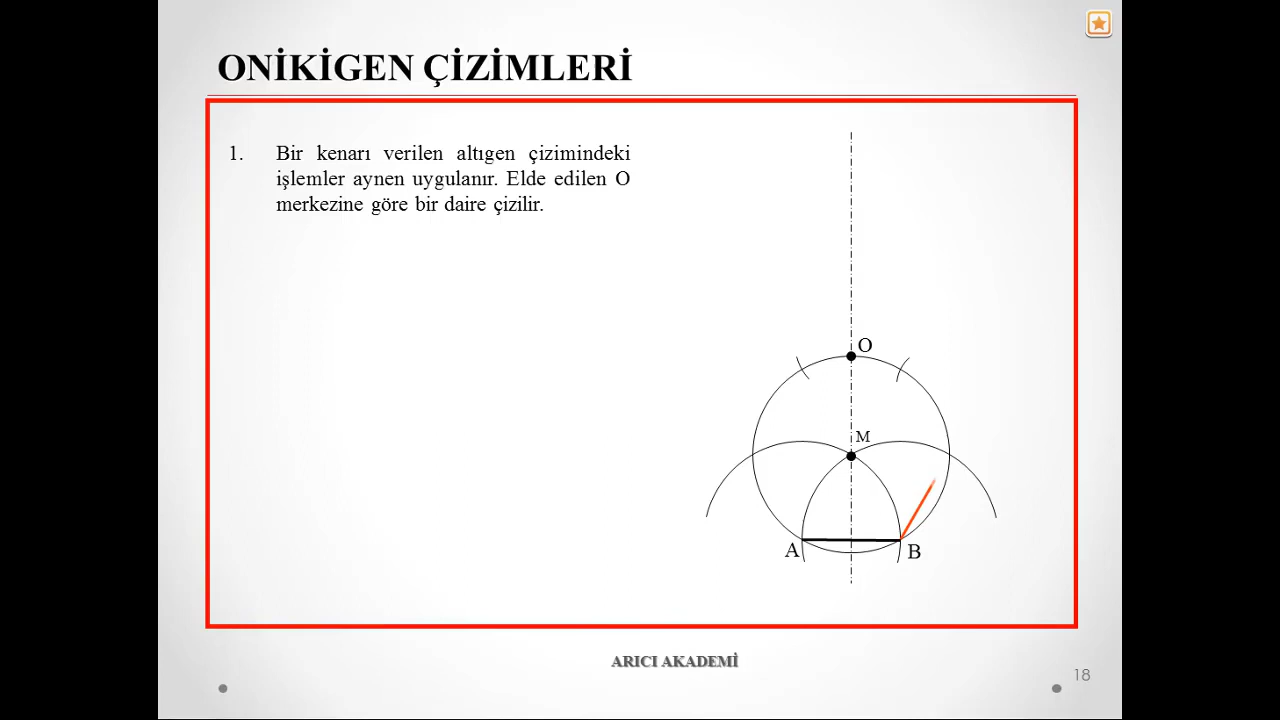 ONİKİGEN ÇİZİMLERİ
1. Bir kenarı verilen altıgen çizimindeki
işlemler aynen uygulanır. Elde edilen O
merkezine göre bir daire çizilir.
O
M
A
B
ARICI AKADEMİ
18